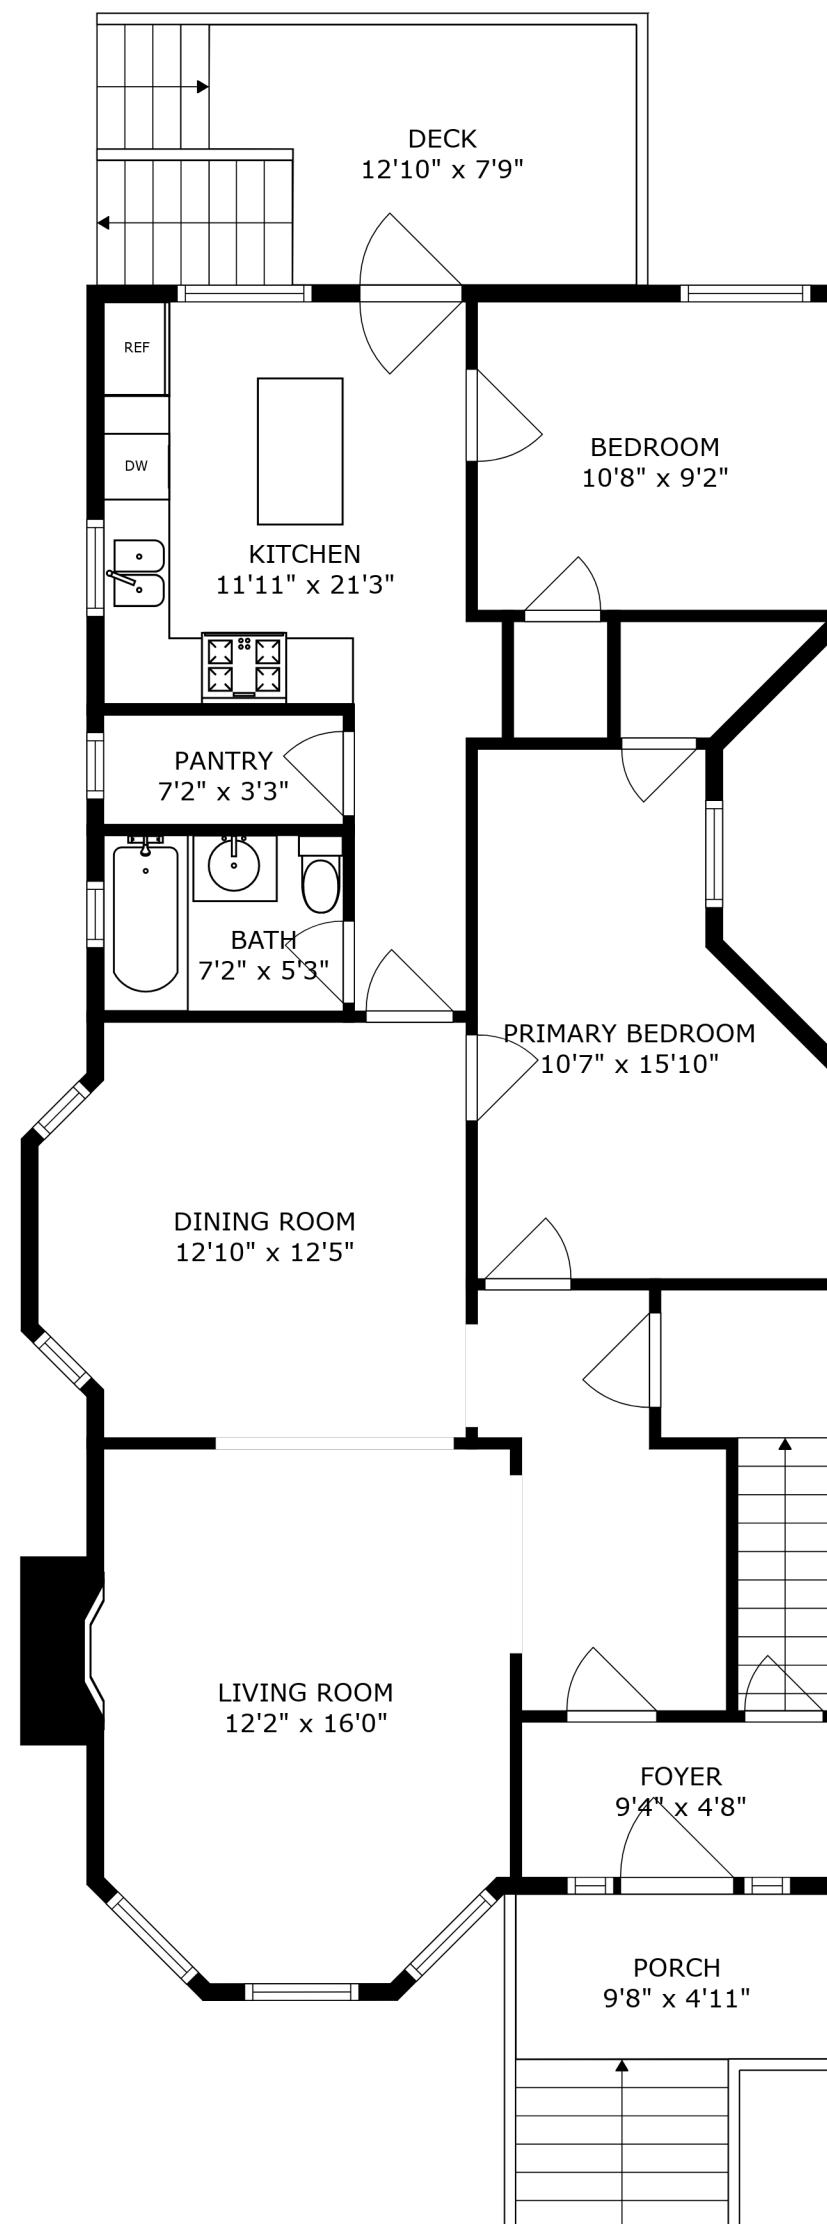 DECK
12'10" x 7'9"
REF
DW
BEDROOM
10'8" x 9'2"
KITCHEN
11'11" x 21'3"
PANTRY
7'2" x 3'3"
BATH
7'2" x 5'3"
PRIMARY BEDROOM
10'7" x 15'10"
DINING ROOM
12'10" x 12'5"
LIVING ROOM
12'2" x 16'0"
FOYER
9'4" x 4'8"
PORCH
9'8" x 4'11"